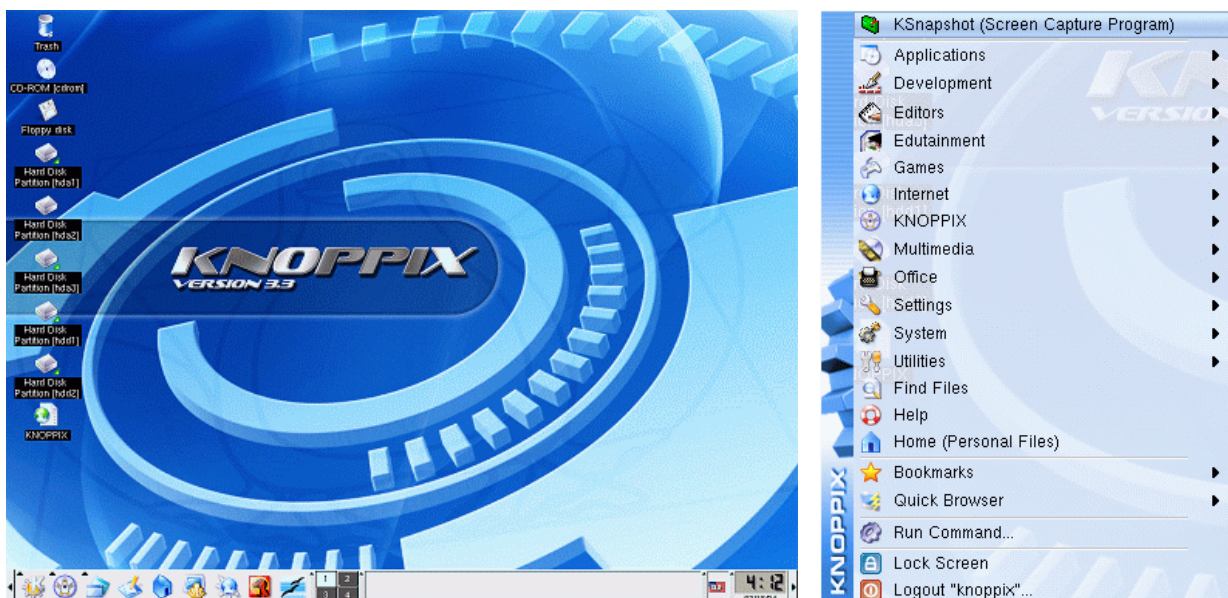 Trash
CD-ROM [cdrom]
Floppy disk
Hard Disk
Partition [hda1]
Hard Disk
Partition [hda2]
Hard Disk
Partition [hda3]
Hard Disk
Partition [hdd1]
Hard Disk
Partition [hdd2]
KNOPPIX
KNOPPIX
VERSION 3.3
1 2
3 4
4:12
KSnapshot (Screen Capture Program)
Applications
Development
Editors
Edutainment
Games
Internet
KNOPPIX
Multimedia
Office
Settings
System
Utilities
Find Files
Help
Home (Personal Files)
Bookmarks
Quick Browser
Run Command...
Lock Screen
Logout "knoppix"...
KNOPPIX